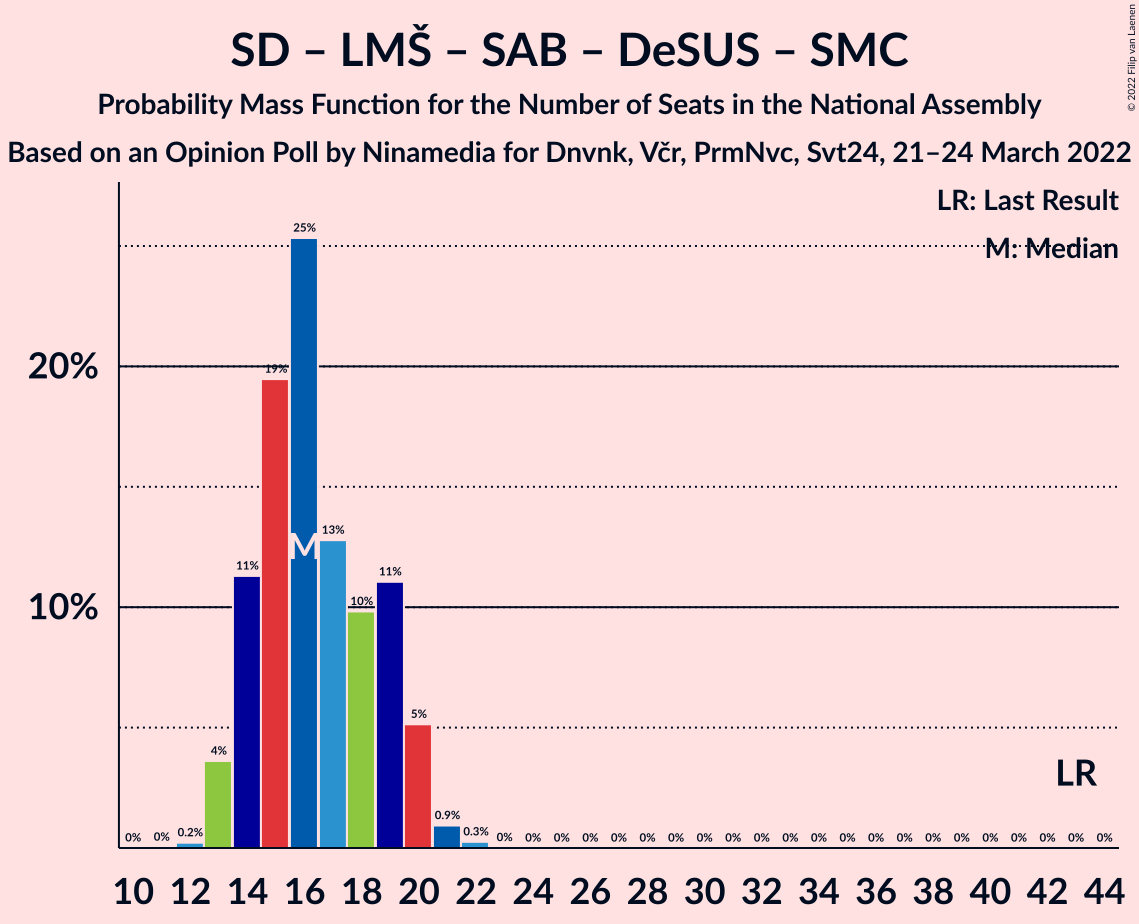 SD – LMŠ – SAB – DeSUS – SMC
Probability Mass Function for the Number of Seats in the National Assembly
Based on an Opinion Poll by Ninamedia for Dnvnk, Včr, PrmNvc, Svt24, 21–24 March 2022
© 2022 Filip van Laenen
LR: Last Result
M: Median
20%
10%
0% 0% 0.2% 4% 11% 19% 25% 13% 10% 11% 5% 0.9% 0.3% 0% 0% 0% 0% 0% 0% 0% 0% 0% 0% 0% 0% 0% 0% 0% 0% 0% 0% 0% 0% 0% 0%
M
LR
10 12 14 16 18 20 22 24 26 28 30 32 34 36 38 40 42 44